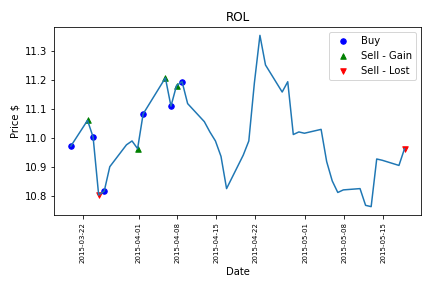 ROL
Buy
Sell - Gain
Sell - Lost
Price $
11.3
11.2
11.1
11.0
10.9
10.8
2015-03-22
2015-04-01
2015-04-08
2015-04-15
2015-04-22
2015-05-01
2015-05-08
2015-05-15
Date